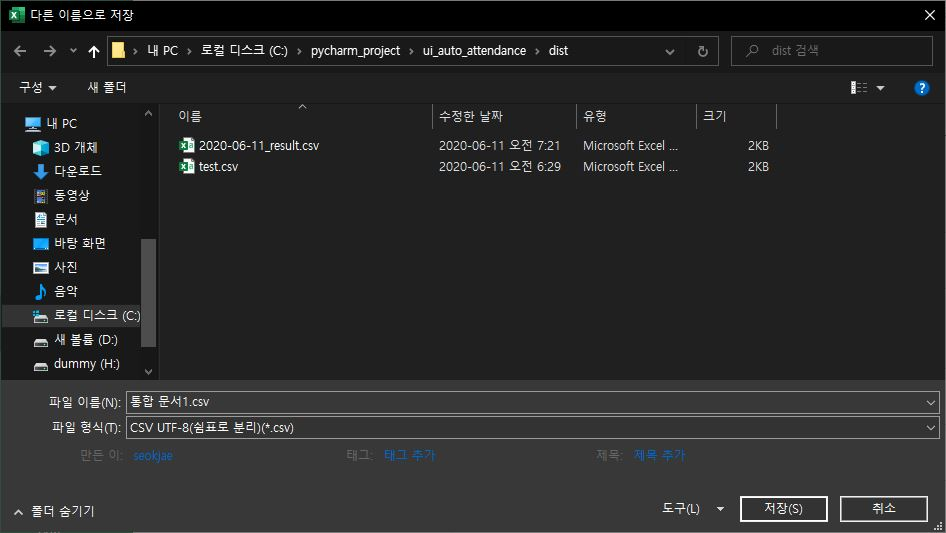 다른 이름으로 저장
내 PC > 로컬 디스크 (C:) > pycharm_project > ui_auto_attendance > dist
dist 검색
구성 새 폴더
이름 수정한 날짜 유형 크기
2020-06-11_result.csv 2020-06-11 오전 7:21 Microsoft Excel ... 2KB
test.csv 2020-06-11 오전 6:29 Microsoft Excel ... 2KB
내 PC
3D 개체
다운로드
동영상
문서
바탕 화면
사진
음악
로컬 디스크 (C:)
새 볼륨 (D:)
dummy (H:)
파일 이름(N): 통합 문서1.csv
파일 형식(T): CSV UTF-8(쉼표로 분리)(*.csv)
만든 이: seokjae 태그: 태그 추가 제목: 제목 추가
폴더 숨기기 도구(L) 저장(S) 취소